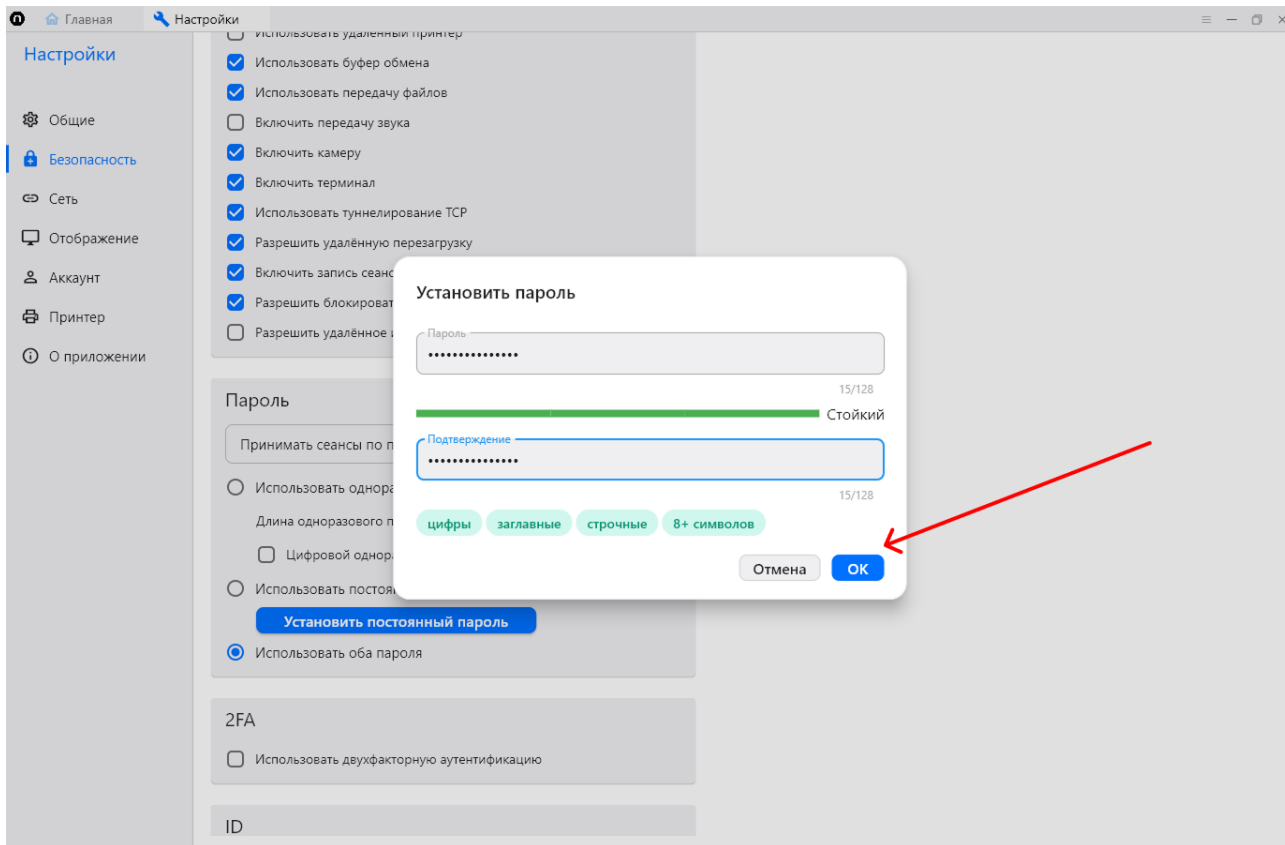 Главная
Настройки
Настройки
Общие
Безопасность
Сеть
Отображение
Аккаунт
Принтер
О приложении
Использовать удалённый принтер
Использовать буфер обмена
Использовать передачу файлов
Включить передачу звука
Включить камеру
Включить терминал
Использовать туннелирование TCP
Разрешить удалённую перезагрузку
Включить запись сеанс
Разрешить блокироват
Разрешить удалённое
Пароль
Принимать сеансы по п
Использовать однора
Длина одноразового п
Цифровой однор
Использовать постоя
Установить постоянный пароль
Использовать оба пароля
2FA
Использовать двухфакторную аутентификацию
ID
Установить пароль
Пароль
•••••••••••••••
15/128
Стойкий
Подтверждение
•••••••••••••••
15/128
цифры заглавные строчные 8+ символов
Отмена OK